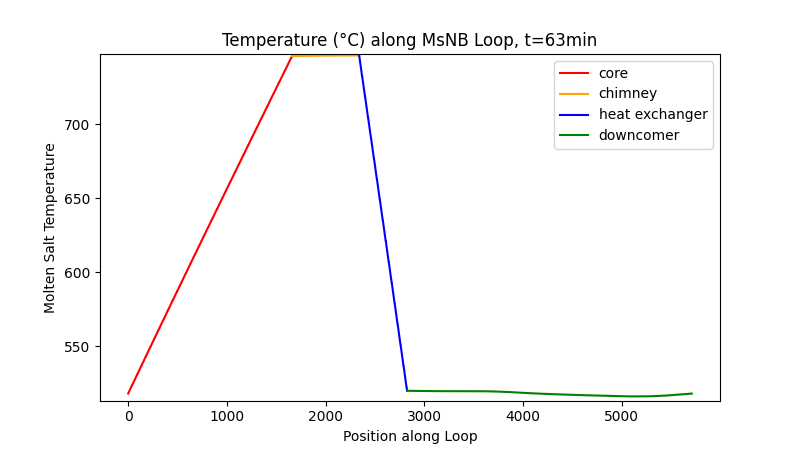 Temperature (°C) along MsNB Loop, t=63min
core
chimney
heat exchanger
downcomer
700
650
600
550
Molten Salt Temperature
0 1000 2000 3000 4000 5000
Position along Loop